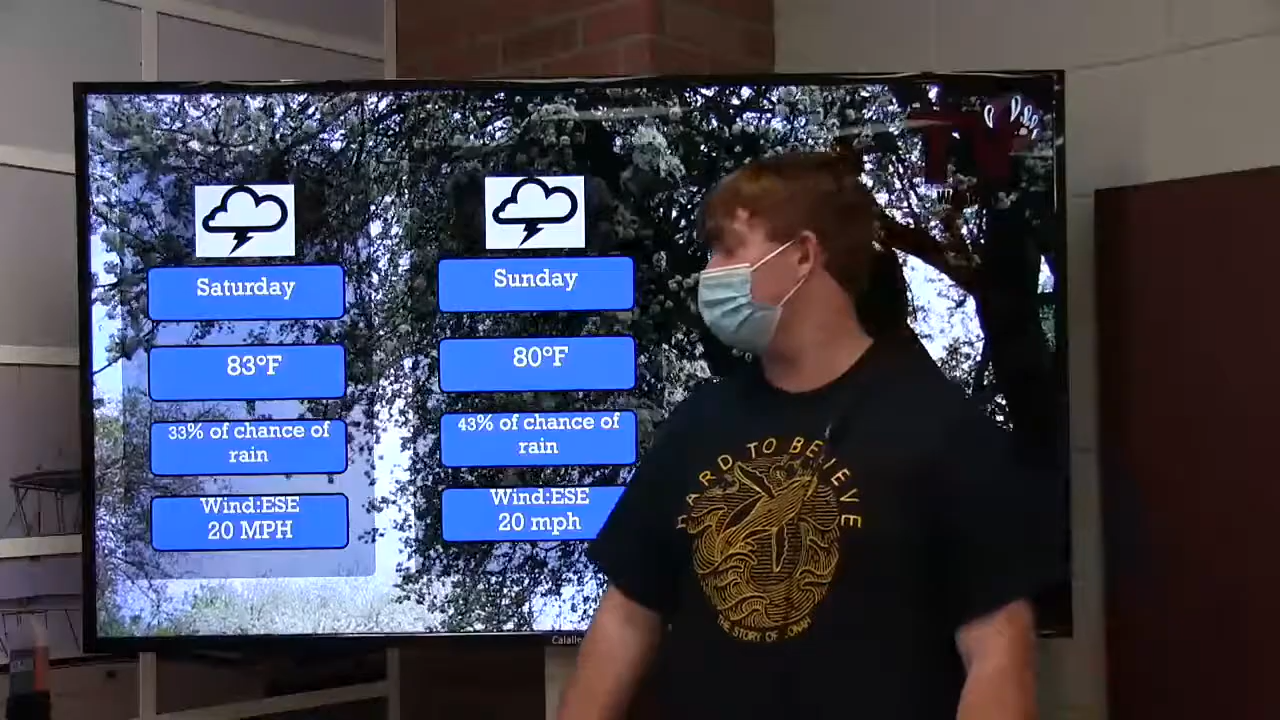 Saturday
83°F
33% of chance of
rain
Wind:ESE
20 MPH
Sunday
80°F
43% of chance of
rain
Wind:ESE
20 mph
HARD TO BELIEVE
THE STORY OF JONAH
TV